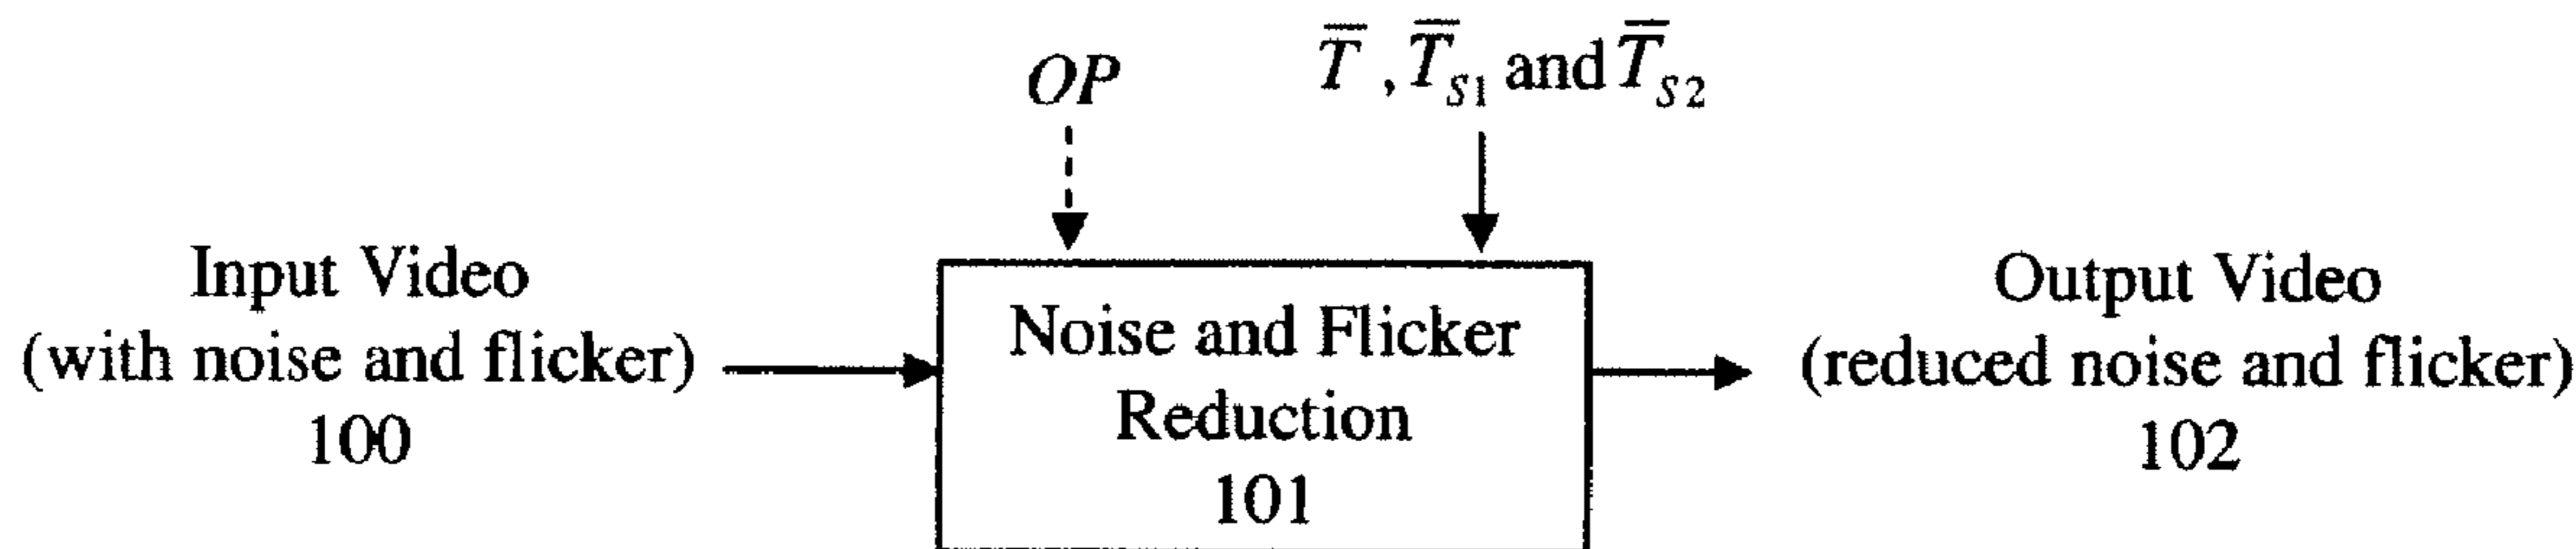 OP
T̅ , T̅S1 and T̅S2
Input Video
(with noise and flicker)
100
Noise and Flicker
Reduction
101
Output Video
(reduced noise and flicker)
102